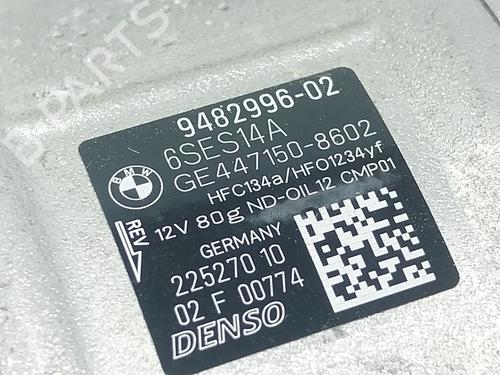 B PARTS
9482996-02
6SES14A
GE447150-8602
HFC134a/HFO1234yf
12V 80g ND-OIL12 CMP01
BMW
REV
GERMANY
225270 10
02 F 00774
DENSO